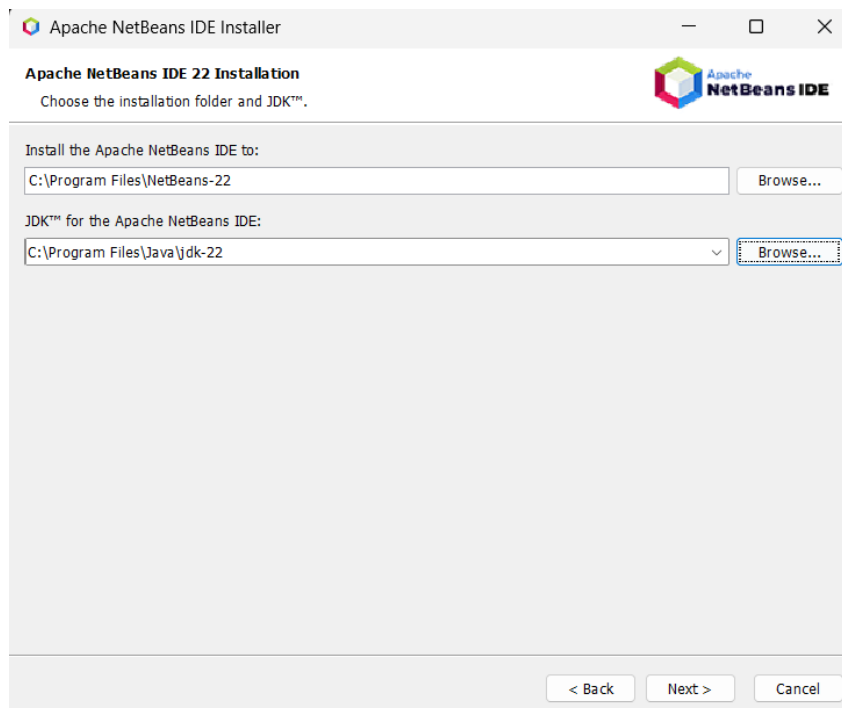 Apache NetBeans IDE Installer
Apache NetBeans IDE 22 Installation
Choose the installation folder and JDK™.
Apache
NetBeans IDE
Install the Apache NetBeans IDE to:
C:\Program Files\NetBeans-22
Browse...
JDK™ for the Apache NetBeans IDE:
C:\Program Files\Java\jdk-22
Browse...
< Back
Next >
Cancel